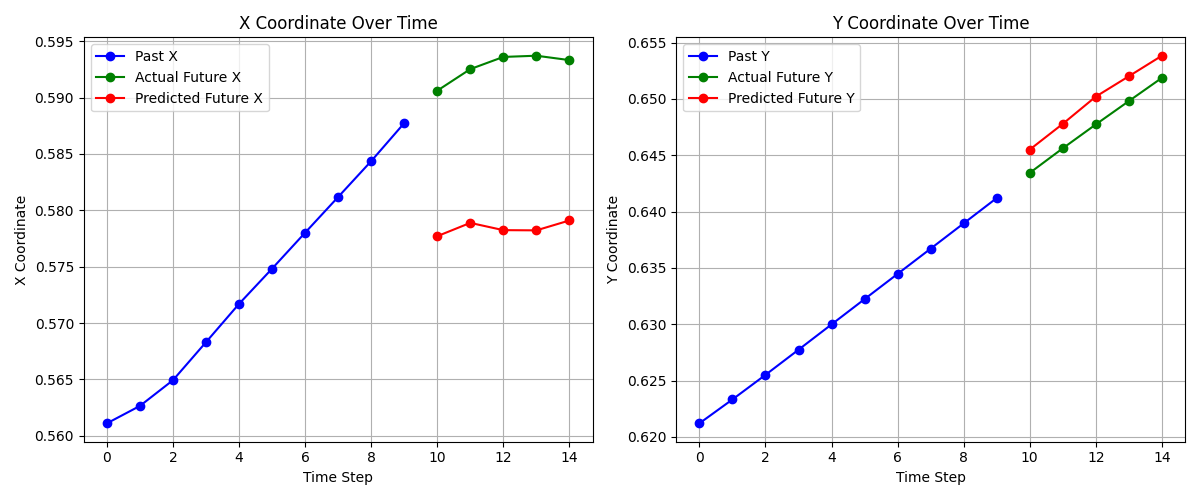 X Coordinate Over Time
0.595
0.590
0.585
0.580
0.575
0.570
0.565
0.560
X Coordinate
Past X
Actual Future X
Predicted Future X
0 2 4 6 8 10 12 14
Time Step
Y Coordinate Over Time
0.655
0.650
0.645
0.640
0.635
0.630
0.625
0.620
Y Coordinate
Past Y
Actual Future Y
Predicted Future Y
0 2 4 6 8 10 12 14
Time Step